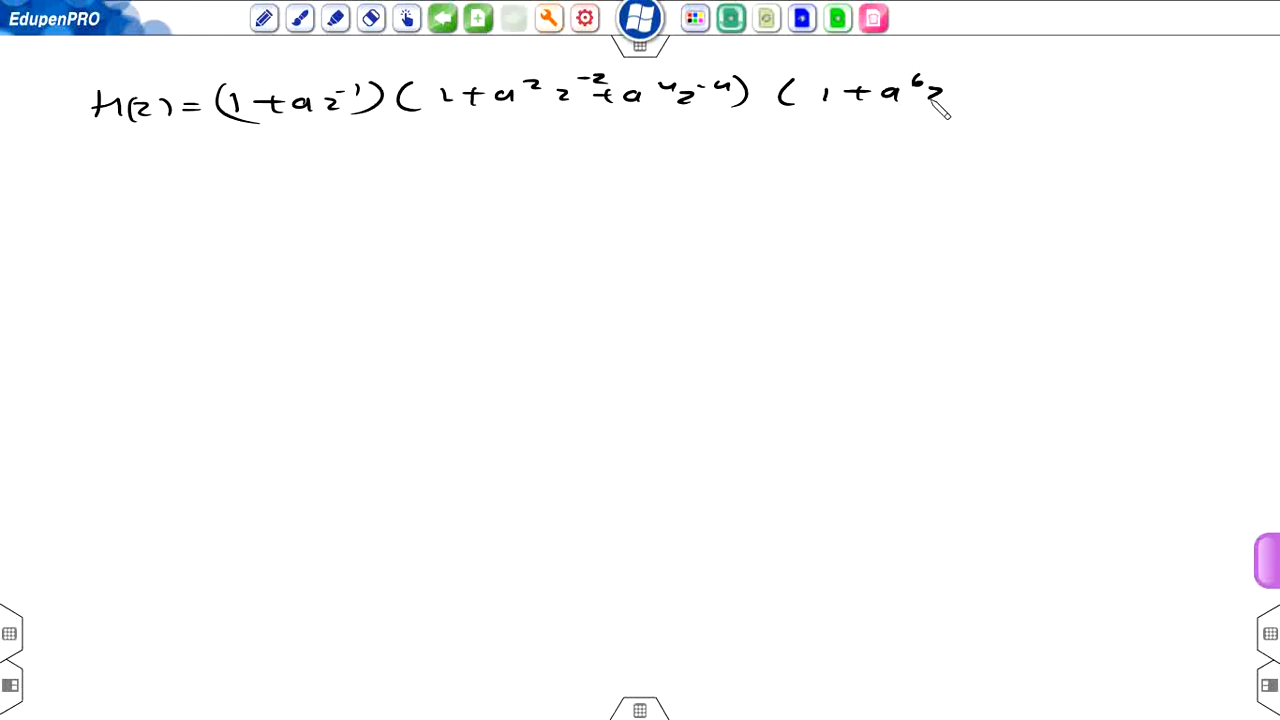 EdupenPRO
H(z) = (1 + a z⁻¹) ( 1 + a² z⁻² + a⁴ z⁻⁴) ( 1 + a⁶ z